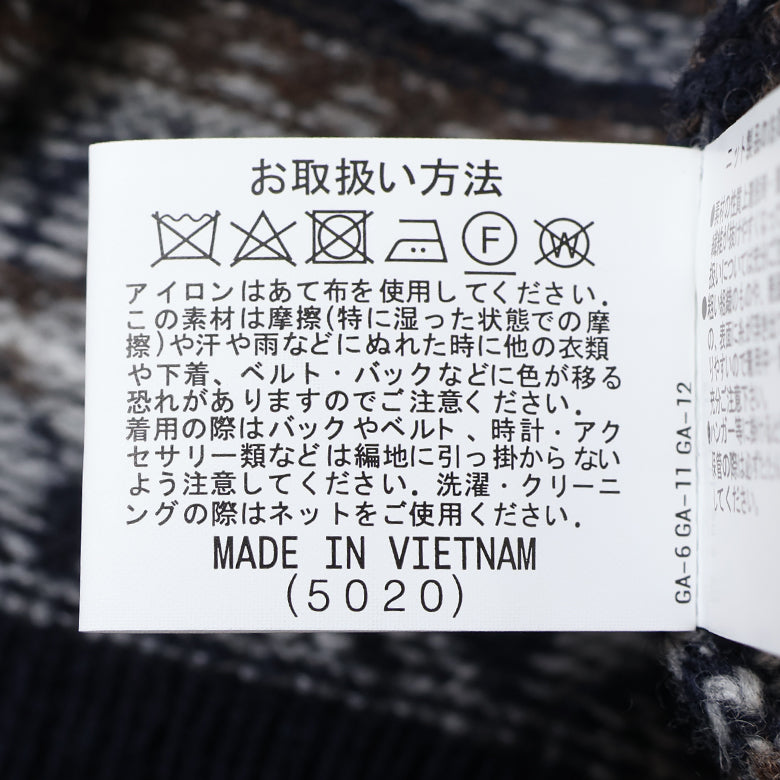 お取扱い方法
F W
アイロンはあて布を使用してください.
この素材は摩擦(特に湿った状態での摩
擦)や汗や雨などにぬれた時に他の衣類
や下着、ベルト・バックなどに色が移る
恐れがありますのでご注意ください.
着用の際はバックやベルト、時計・アク
セサリー類などは編地に引っ掛からない
よう注意してください.洗濯・クリーニ
ングの際はネットをご使用ください.
MADE IN VIETNAM
(5020)
GA-6 GA-11 GA-12
してください.